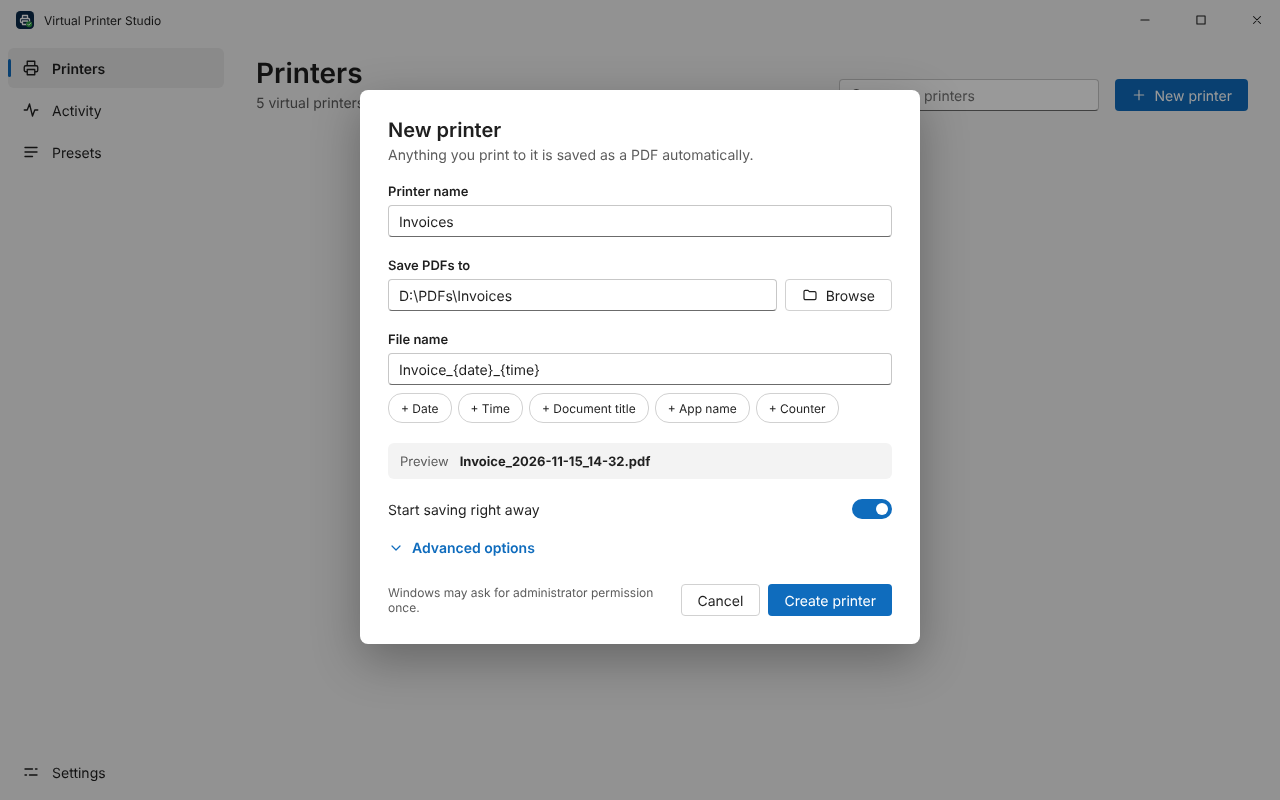 Virtual Printer Studio
Printers
Activity
Presets
Settings
Printers
5 virtual printers
printers
+ New printer
New printer
Anything you print to it is saved as a PDF automatically.
Printer name
Invoices
Save PDFs to
D:\PDFs\Invoices
Browse
File name
Invoice_{date}_{time}
+ Date
+ Time
+ Document title
+ App name
+ Counter
Preview Invoice_2026-11-15_14-32.pdf
Start saving right away
Advanced options
Windows may ask for administrator permission
once.
Cancel
Create printer